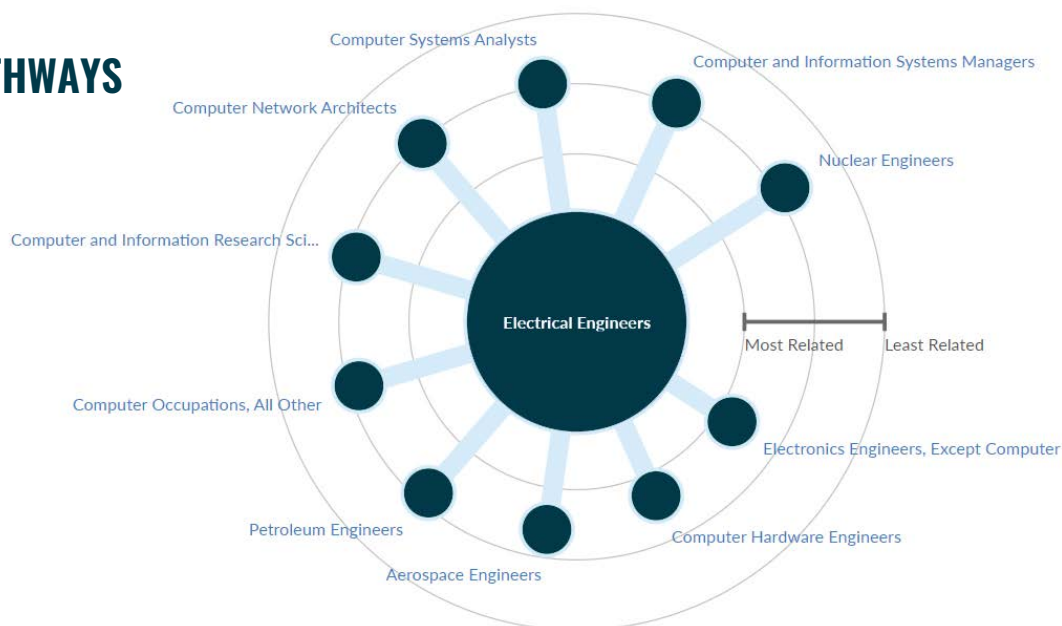 Computer Systems Analysts
Computer and Information Systems Managers
THWAYS
Computer Network Architects
Nuclear Engineers
Computer and Information Research Sci...
Electrical Engineers
Most Related
Least Related
Computer Occupations, All Other
Electronics Engineers, Except Computer
Petroleum Engineers
Computer Hardware Engineers
Aerospace Engineers